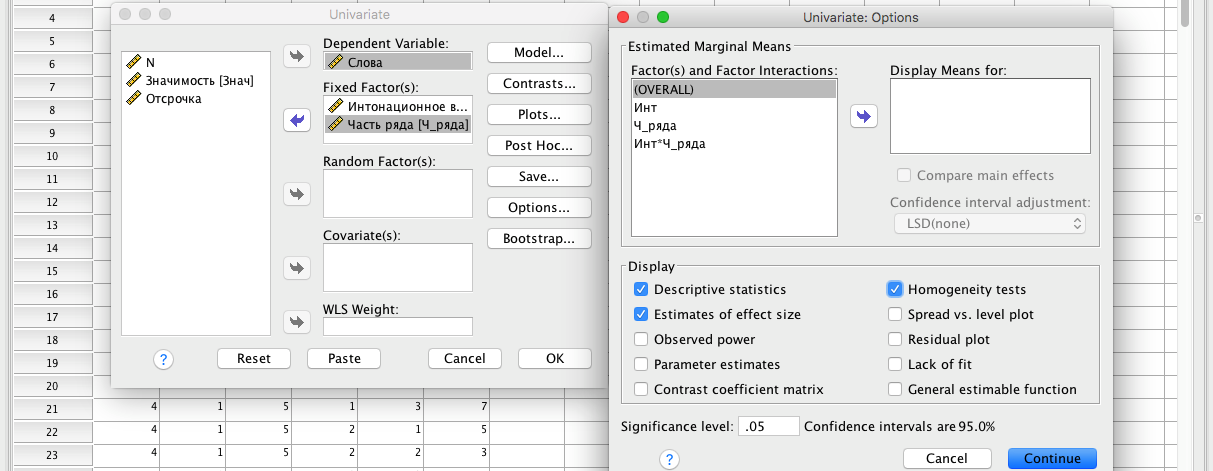 Univariate
Dependent Variable:
Слова
Fixed Factor(s):
Интонационное в...
Часть ряда [Ч_ряда]
Random Factor(s):
Covariate(s):
WLS Weight:
N
Значимость [Знач]
Отсрочка
Model...
Contrasts...
Plots...
Post Hoc...
Save...
Options...
Bootstrap...
? Reset Paste Cancel OK
Univariate: Options
Estimated Marginal Means
Factor(s) and Factor Interactions:
(OVERALL)
Инт
Ч_ряда
Инт*Ч_ряда
Display Means for:
Compare main effects
Confidence interval adjustment:
LSD(none)
Display
Descriptive statistics
Estimates of effect size
Observed power
Parameter estimates
Contrast coefficient matrix
Homogeneity tests
Spread vs. level plot
Residual plot
Lack of fit
General estimable function
Significance level: .05 Confidence intervals are 95.0%
? Cancel Continue
4
5
6
7
8
9
10
11
12
13
14
15
16
17
18
19
20
21 4 1 5 1 3 7
22 4 1 5 2 1 5
23 4 1 5 2 2 3